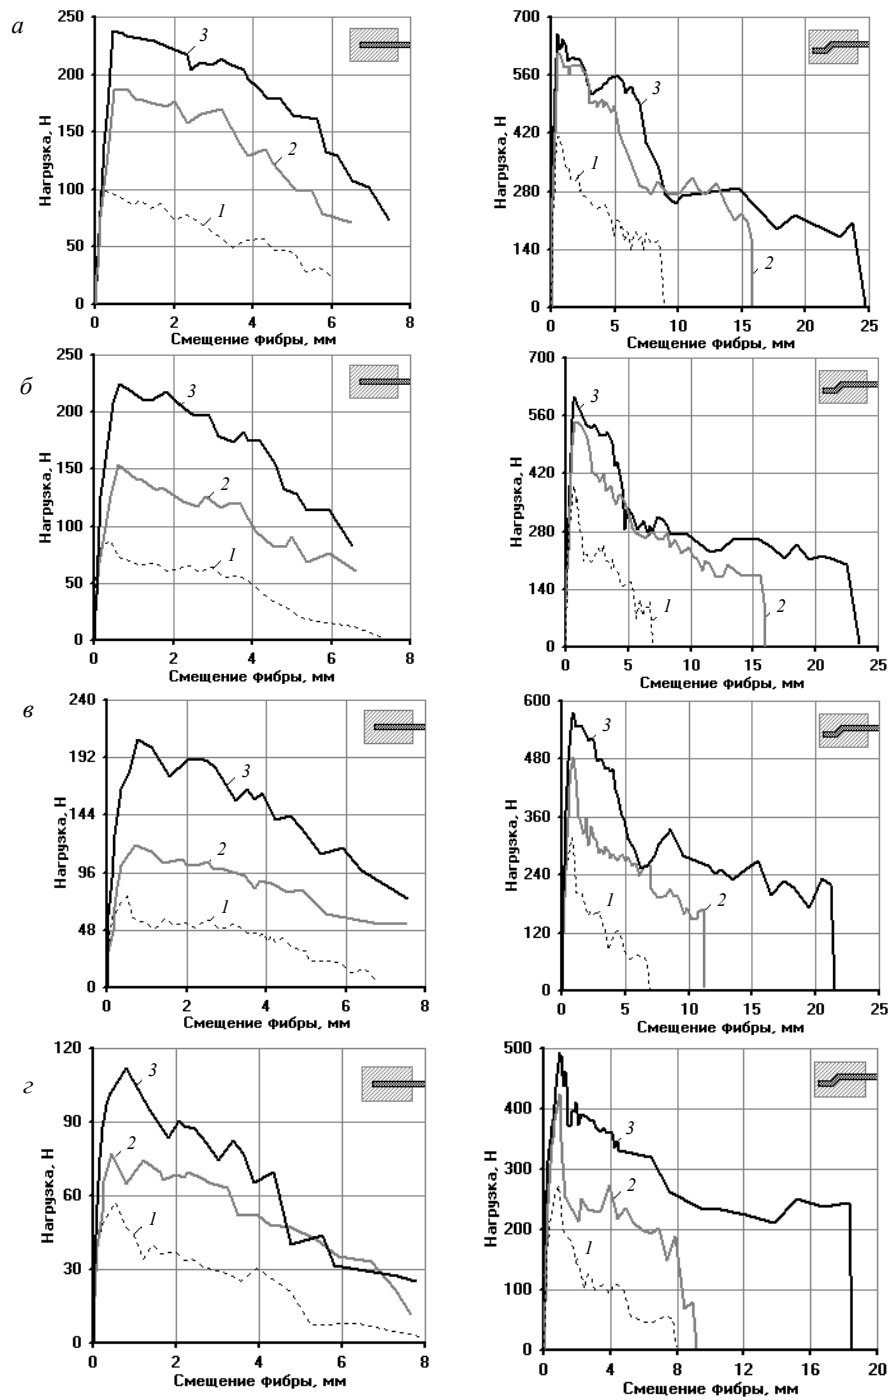 а
250
200
150
100
50
0
Нагрузка, Н
3
2
1
0 2 4 6 8
Смещение фибры, мм
700
560
420
280
140
0
Нагрузка, Н
3
1
2
0 5 10 15 20 25
Смещение фибры, мм
б
250
200
150
100
50
0
Нагрузка, Н
3
2
1
0 2 4 6 8
Смещение фибры, мм
700
560
420
280
140
0
Нагрузка, Н
3
1
2
0 5 10 15 20 25
Смещение фибры, мм
в
240
192
144
96
48
0
Нагрузка, Н
3
2
1
0 2 4 6 8
Смещение фибры, мм
600
480
360
240
120
0
Нагрузка, Н
3
1
2
0 5 10 15 20 25
Смещение фибры, мм
г
120
90
60
30
0
Нагрузка, Н
3
2
1
0 2 4 6 8
Смещение фибры, мм
500
400
300
200
100
0
Нагрузка, Н
3
2
1
0 4 8 12 16 20
Смещение фибры, мм